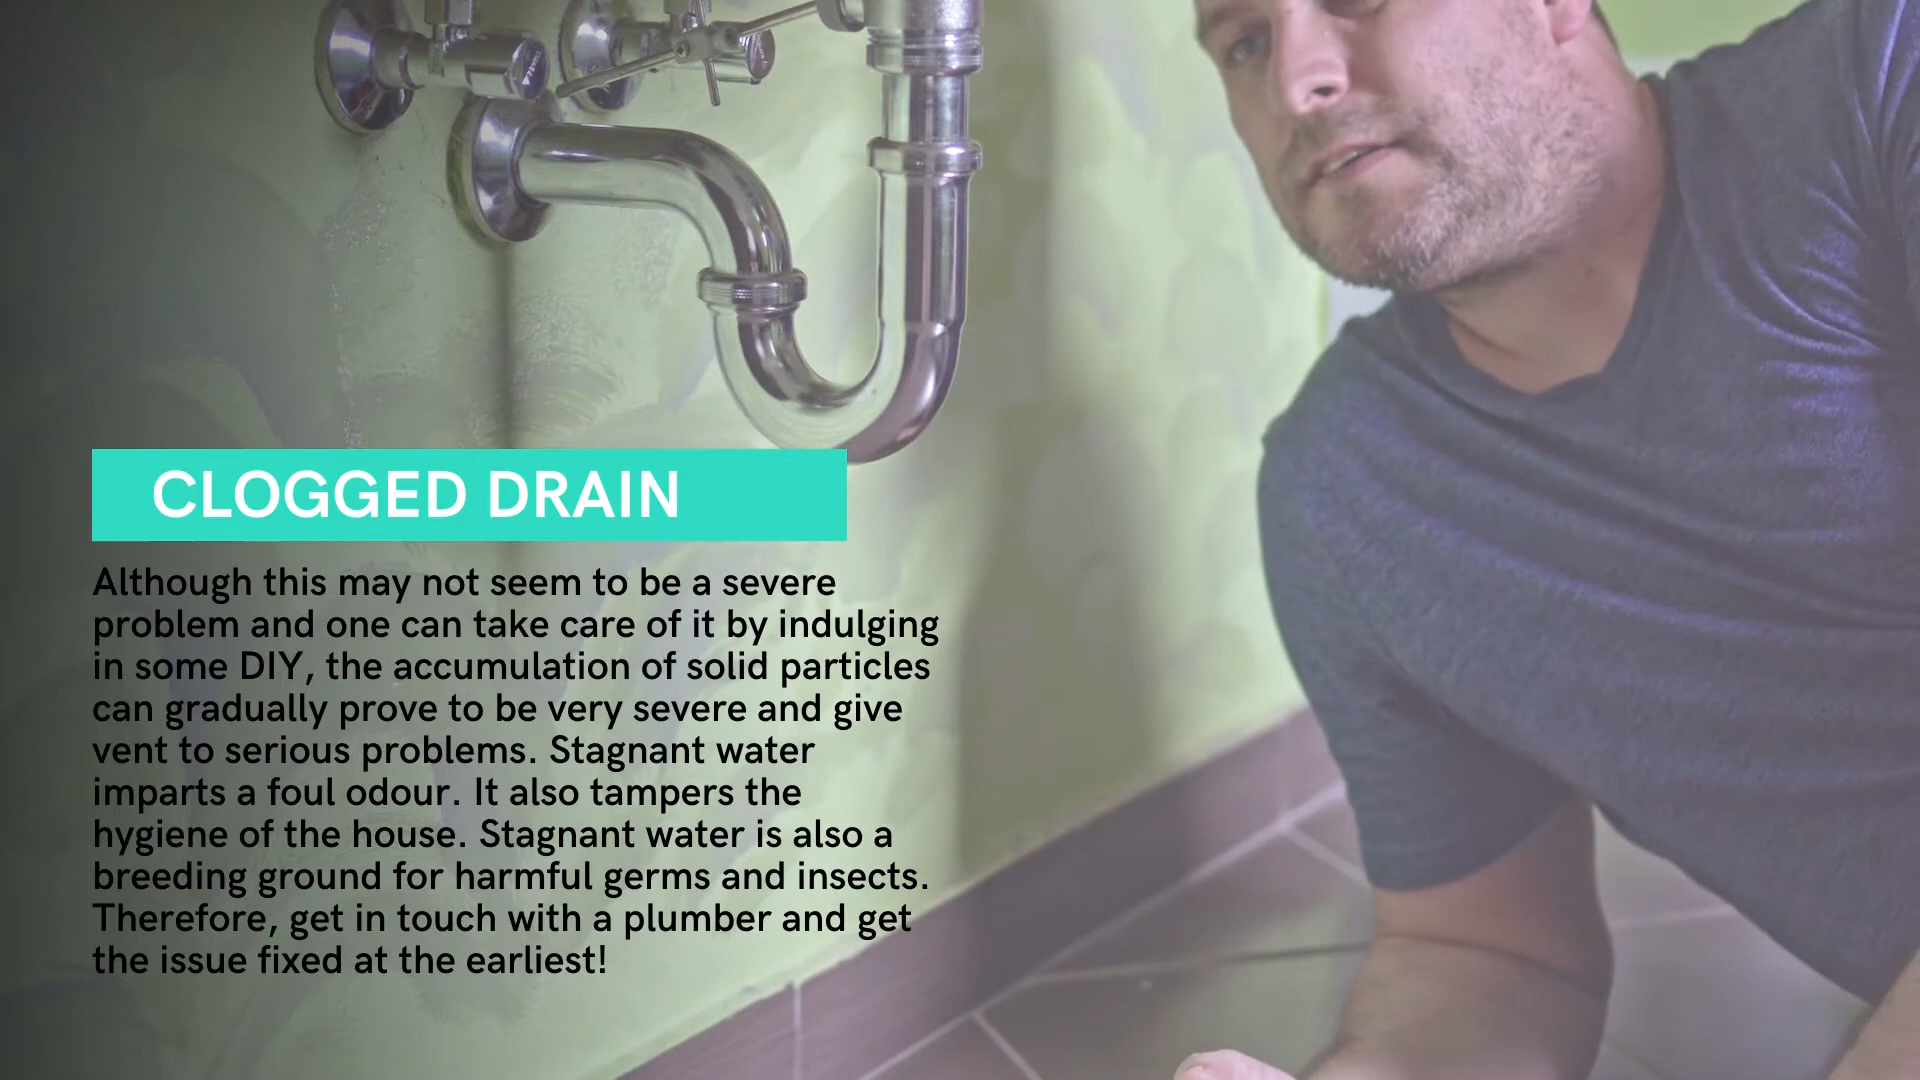 CLOGGED DRAIN
Although this may not seem to be a severe
problem and one can take care of it by indulging
in some DIY, the accumulation of solid particles
can gradually prove to be very severe and give
vent to serious problems. Stagnant water
imparts a foul odour. It also tampers the
hygiene of the house. Stagnant water is also a
breeding ground for harmful germs and insects.
Therefore, get in touch with a plumber and get
the issue fixed at the earliest!